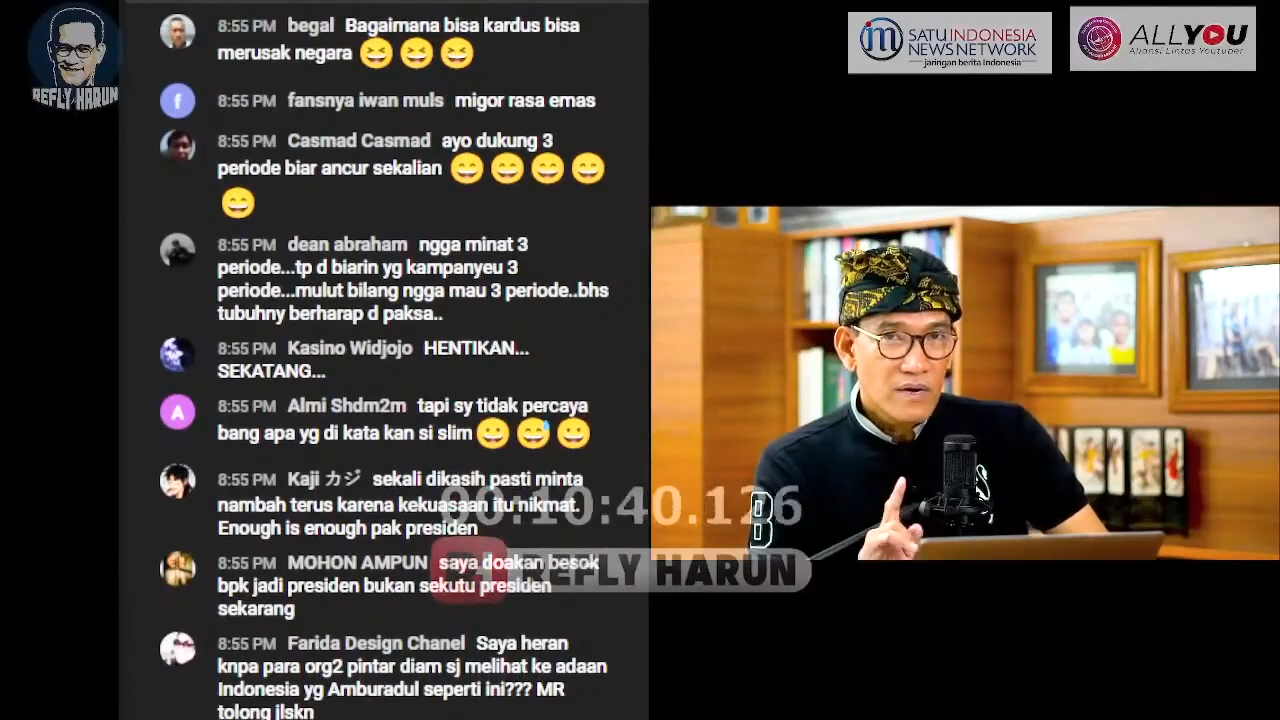 REFLY HARUN
8:55 PM begal Bagaimana bisa kardus bisa
merusak negara 😆 😆 😆
f 8:55 PM fansnya iwan muls migor rasa emas
8:55 PM Casmad Casmad ayo dukung 3
periode biar ancur sekalian 😄 😄 😄 😄
😄
8:55 PM dean abraham ngga minat 3
periode...tp d biarin yg kampanyeu 3
periode...mulut bilang ngga mau 3 periode..bhs
tubuhny berharap d paksa..
8:55 PM Kasino Widjojo HENTIKAN...
SEKATANG...
A 8:55 PM Almi Shdm2m tapi sy tidak percaya
bang apa yg di kata kan si slim 😀 😅 😀
8:55 PM Kaji カジ sekali dikasih pasti minta
nambah terus karena kekuasaan itu nikmat.
Enough is enough pak presiden
8:55 PM MOHON AMPUN saya doakan besok
bpk jadi presiden bukan sekutu presiden
sekarang
8:55 PM Farida Design Chanel Saya heran
knpa para org2 pintar diam sj melihat ke adaan
Indonesia yg Amburadul seperti ini??? MR
tolong jlskn
SATU INDONESIA
NEWS NETWORK
jaringan berita Indonesia
ALLYOU
Aliansi Lintas Youtuber
B
00:10:40.126
REFLY HARUN